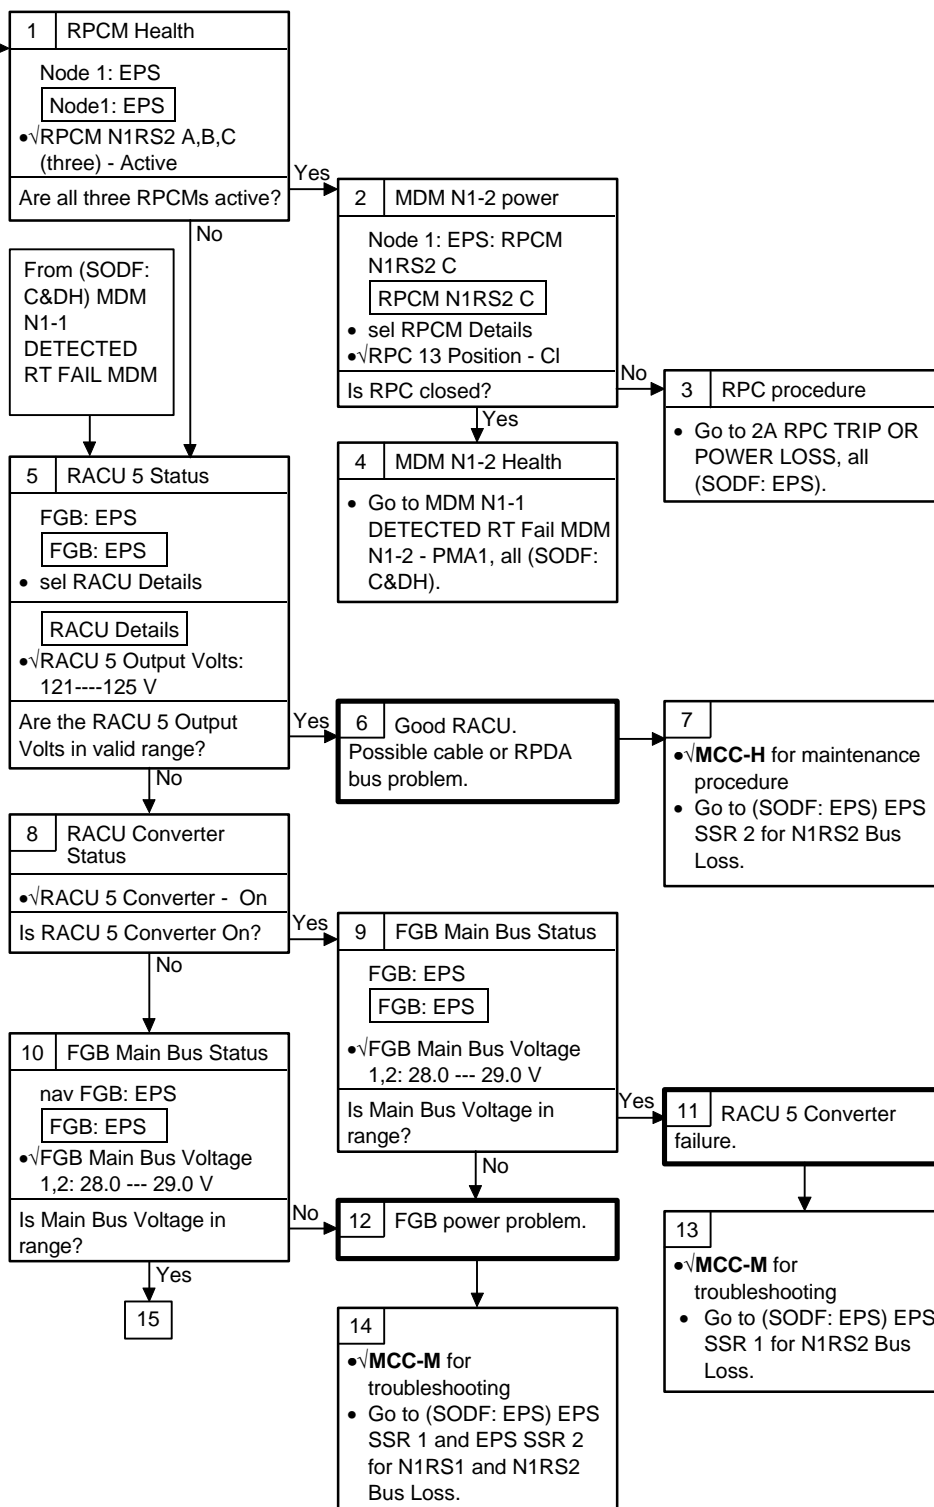 1 RPCM Health
Node 1: EPS
Node1: EPS
•√RPCM N1RS2 A,B,C
(three) - Active
Are all three RPCMs active?
Yes
No
2 MDM N1-2 power
Node 1: EPS: RPCM
N1RS2 C
RPCM N1RS2 C
• sel RPCM Details
•√RPC 13 Position - Cl
Is RPC closed?
No
Yes
3 RPC procedure
• Go to 2A RPC TRIP OR
POWER LOSS, all
(SODF: EPS).
From (SODF:
C&DH) MDM
N1-1
DETECTED
RT FAIL MDM
4 MDM N1-2 Health
• Go to MDM N1-1
DETECTED RT Fail MDM
N1-2 - PMA1, all (SODF:
C&DH).
5 RACU 5 Status
FGB: EPS
FGB: EPS
• sel RACU Details
RACU Details
•√RACU 5 Output Volts:
121----125 V
Are the RACU 5 Output
Volts in valid range?
Yes
No
6 Good RACU.
Possible cable or RPDA
bus problem.
7
•√MCC-H for maintenance
procedure
• Go to (SODF: EPS) EPS
SSR 2 for N1RS2 Bus
Loss.
8 RACU Converter
Status
•√RACU 5 Converter - On
Is RACU 5 Converter On?
Yes
No
9 FGB Main Bus Status
FGB: EPS
FGB: EPS
•√FGB Main Bus Voltage
1,2: 28.0 --- 29.0 V
Is Main Bus Voltage in
range?
Yes
No
10 FGB Main Bus Status
nav FGB: EPS
FGB: EPS
•√FGB Main Bus Voltage
1,2: 28.0 --- 29.0 V
Is Main Bus Voltage in
range?
No
Yes
11 RACU 5 Converter
failure.
12 FGB power problem.
13
•√MCC-M for
troubleshooting
• Go to (SODF: EPS) EPS
SSR 1 for N1RS2 Bus
Loss.
14
•√MCC-M for
troubleshooting
• Go to (SODF: EPS) EPS
SSR 1 and EPS SSR 2
for N1RS1 and N1RS2
Bus Loss.
15